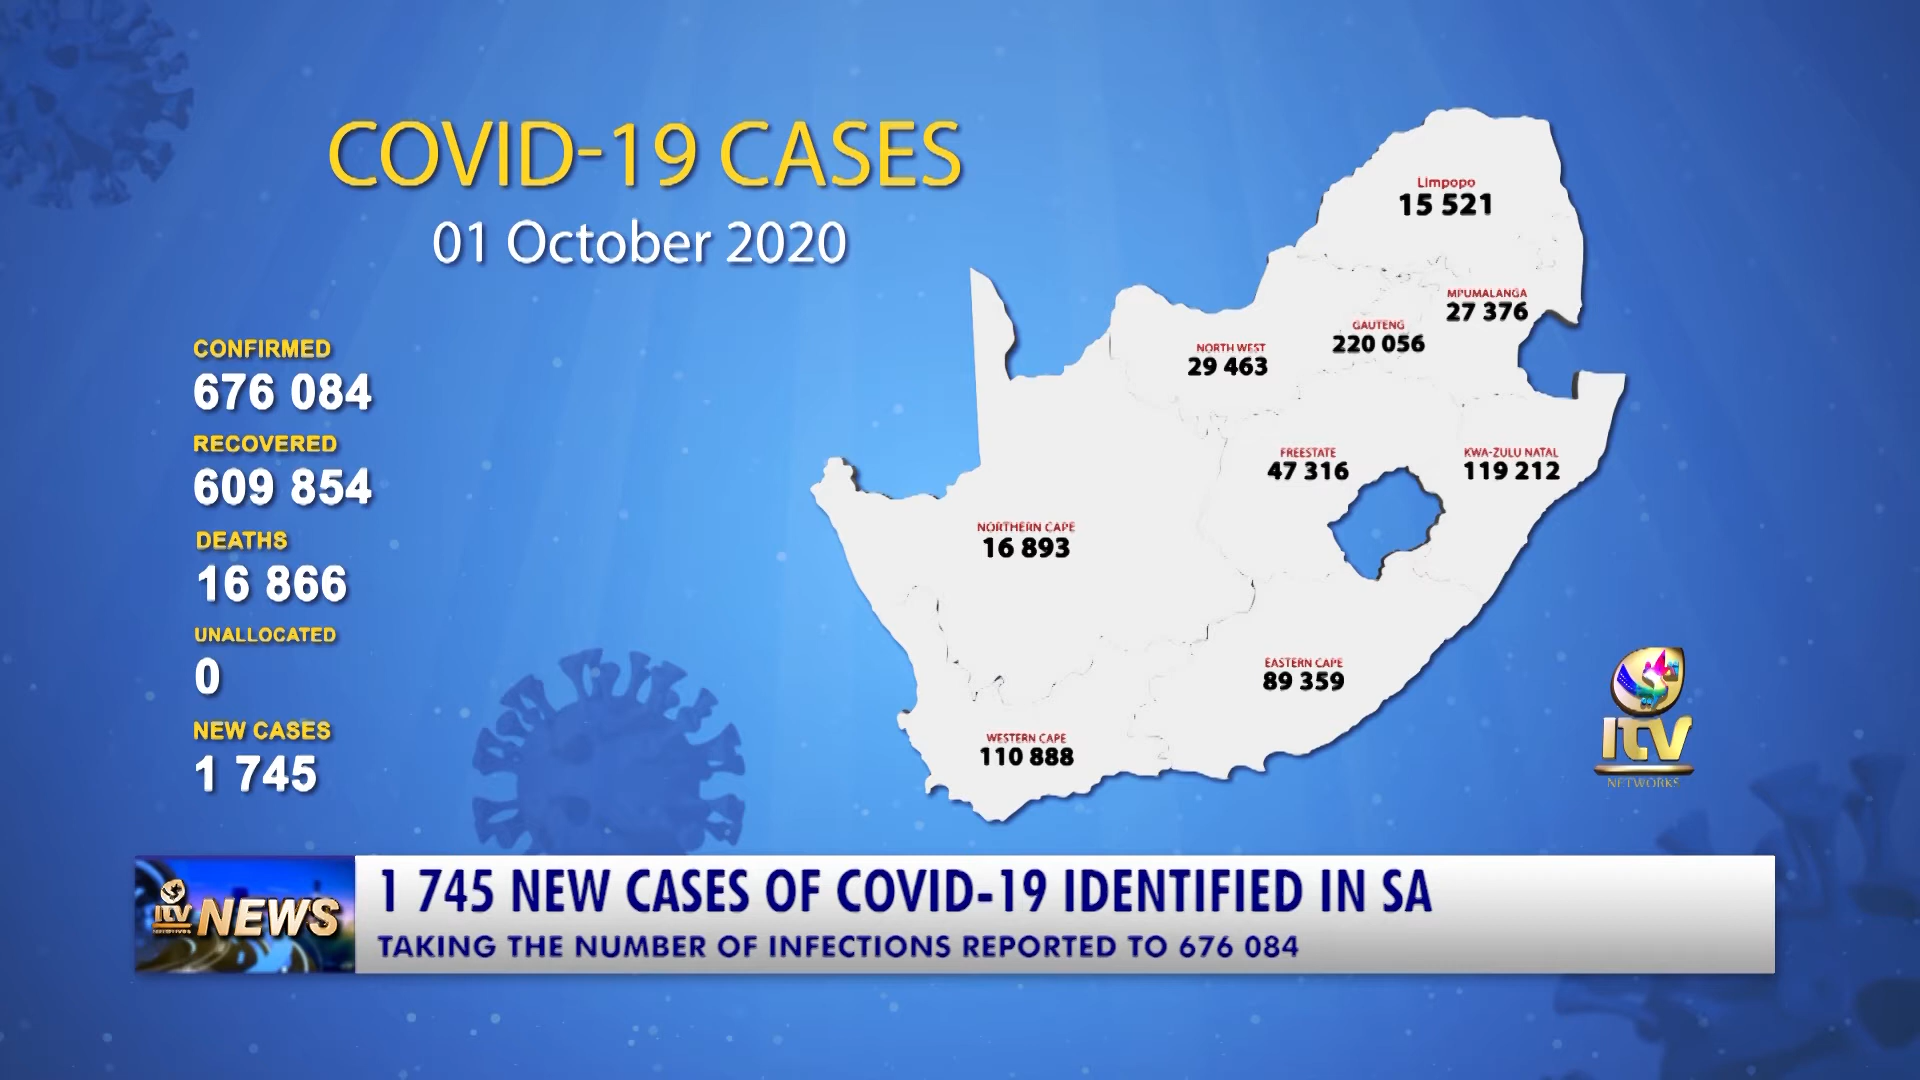 COVID-19 CASES
01 October 2020
CONFIRMED
676 084
RECOVERED
609 854
DEATHS
16 866
UNALLOCATED
0
NEW CASES
1 745
Limpopo
15 521
MPUMALANGA
27 376
GAUTENG
220 056
NORTH WEST
29 463
FREESTATE
47 316
KWA-ZULU NATAL
119 212
NORTHERN CAPE
16 893
EASTERN CAPE
89 359
WESTERN CAPE
110 888
ITV
NETWORKS
ITV NEWS
1 745 NEW CASES OF COVID-19 IDENTIFIED IN SA
TAKING THE NUMBER OF INFECTIONS REPORTED TO 676 084